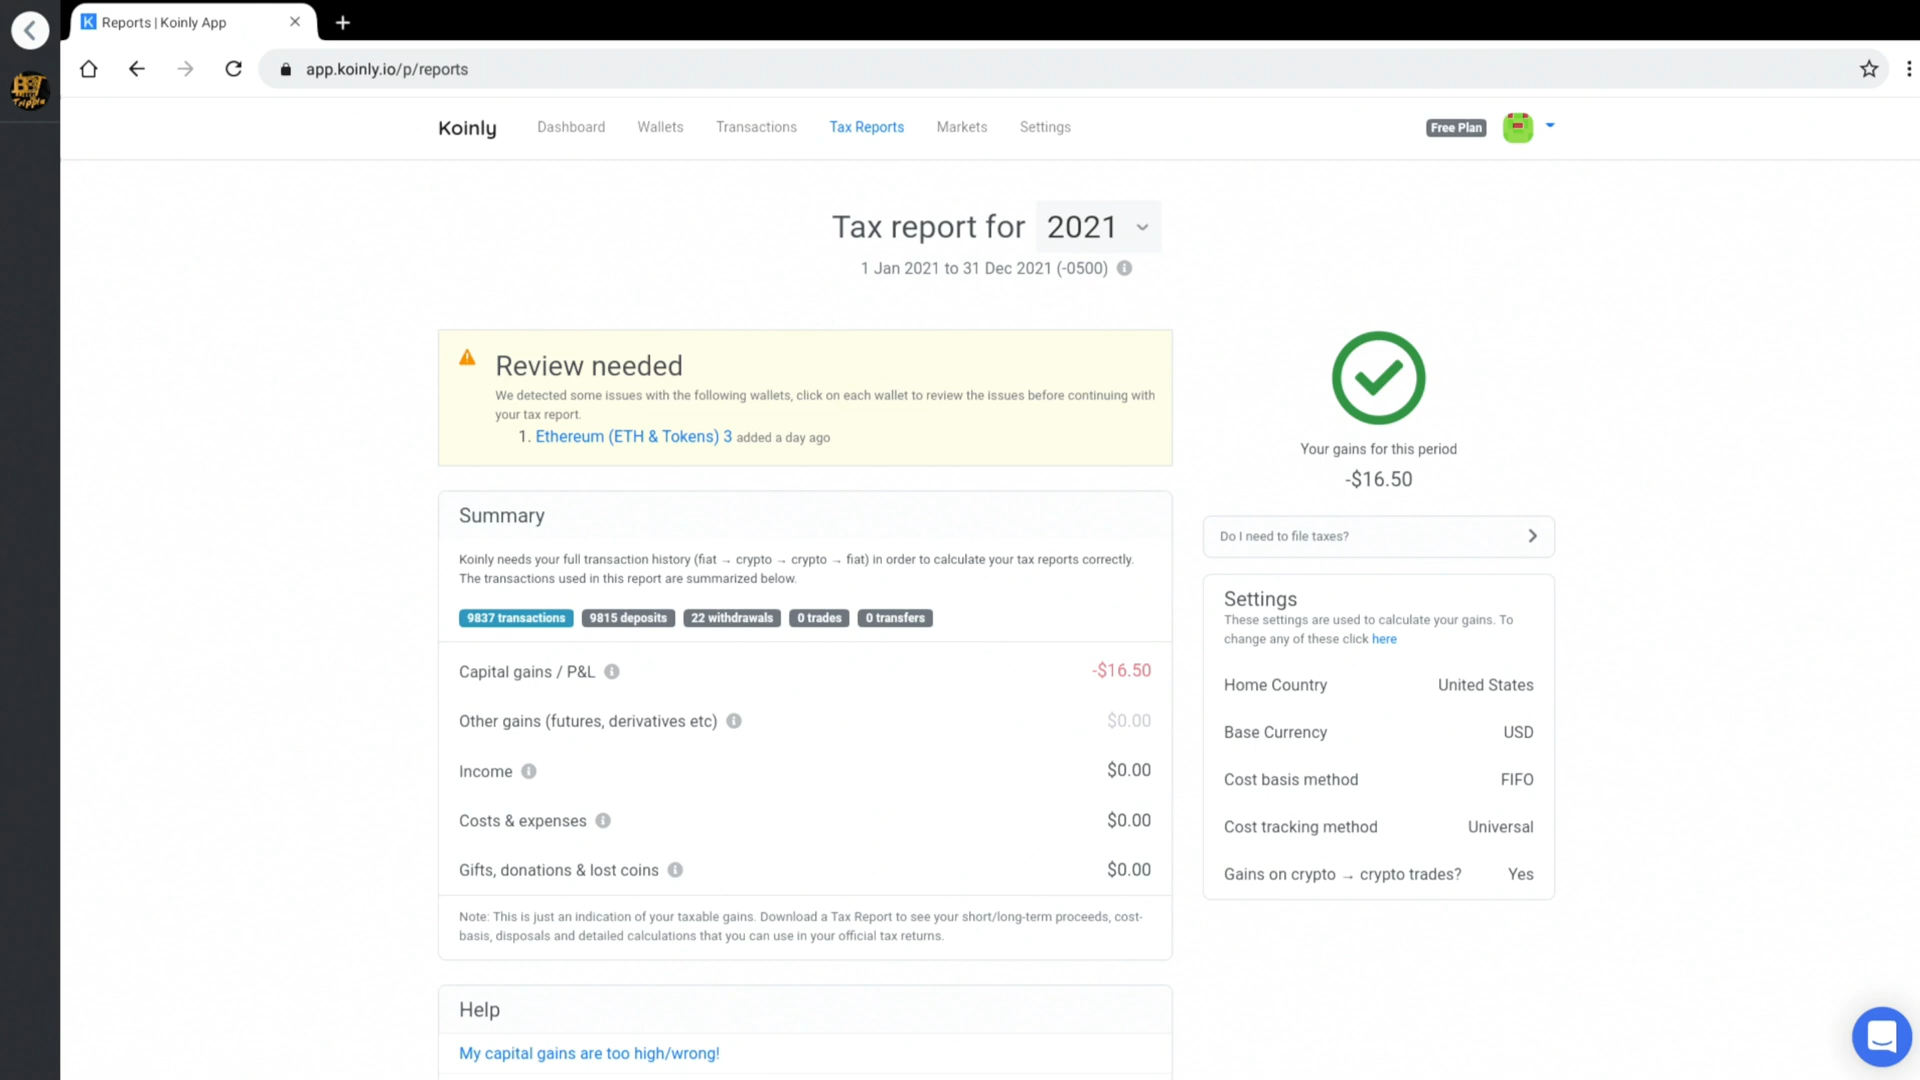 Reports | Koinly App
app.koinly.io/p/reports
BET
Trippin
Koinly
Dashboard
Wallets
Transactions
Tax Reports
Markets
Settings
Free Plan
Tax report for 2021
1 Jan 2021 to 31 Dec 2021 (-0500)
Review needed
We detected some issues with the following wallets, click on each wallet to review the issues before continuing with
your tax report.
1. Ethereum (ETH & Tokens) 3 added a day ago
Your gains for this period
-$16.50
Do I need to file taxes?
Summary
Koinly needs your full transaction history (fiat → crypto → crypto → fiat) in order to calculate your tax reports correctly.
The transactions used in this report are summarized below.
9837 transactions 9815 deposits 22 withdrawals 0 trades 0 transfers
Capital gains / P&L -$16.50
Other gains (futures, derivatives etc) $0.00
Income $0.00
Costs & expenses $0.00
Gifts, donations & lost coins $0.00
Note: This is just an indication of your taxable gains. Download a Tax Report to see your short/long-term proceeds, cost-
basis, disposals and detailed calculations that you can use in your official tax returns.
Settings
These settings are used to calculate your gains. To
change any of these click here
Home Country United States
Base Currency USD
Cost basis method FIFO
Cost tracking method Universal
Gains on crypto → crypto trades? Yes
Help
My capital gains are too high/wrong!